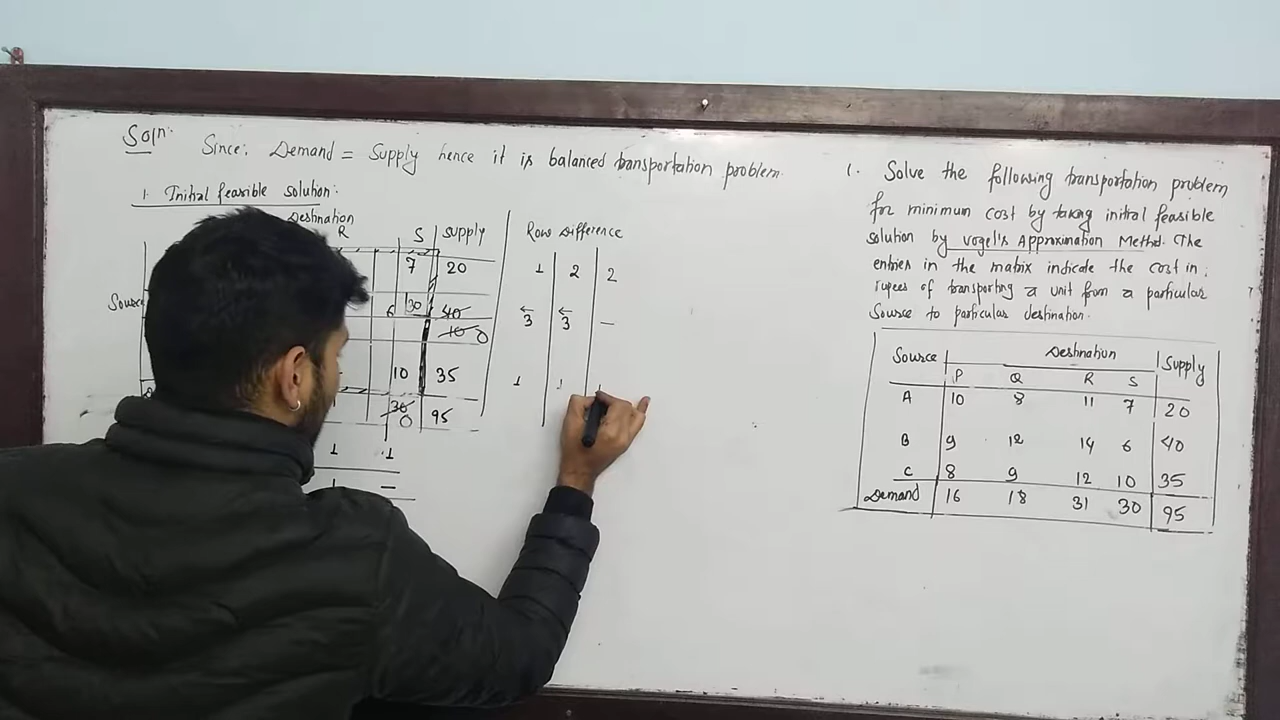 Soln:
Since: Demand = Supply hence it is balanced transportation problem.
1. Initial feasible solution:
Destination
R S Supply Row Difference
7 20 1 2 2
Source
6 30 40 3 3 —
10 0
10 35 1 1 1
30 95
0
1 1
1 —
1. Solve the following transportation problem
for minimum cost by taking initial feasible
solution by vogel's Approximation Method. The
entries in the matrix indicate the cost in
rupees of transporting a unit from a particular
Source to particular destination.
Source Destination Supply
P Q R S
A 10 8 11 7 20
B 9 12 14 6 40
C 8 9 12 10 35
Demand 16 18 31 30 95